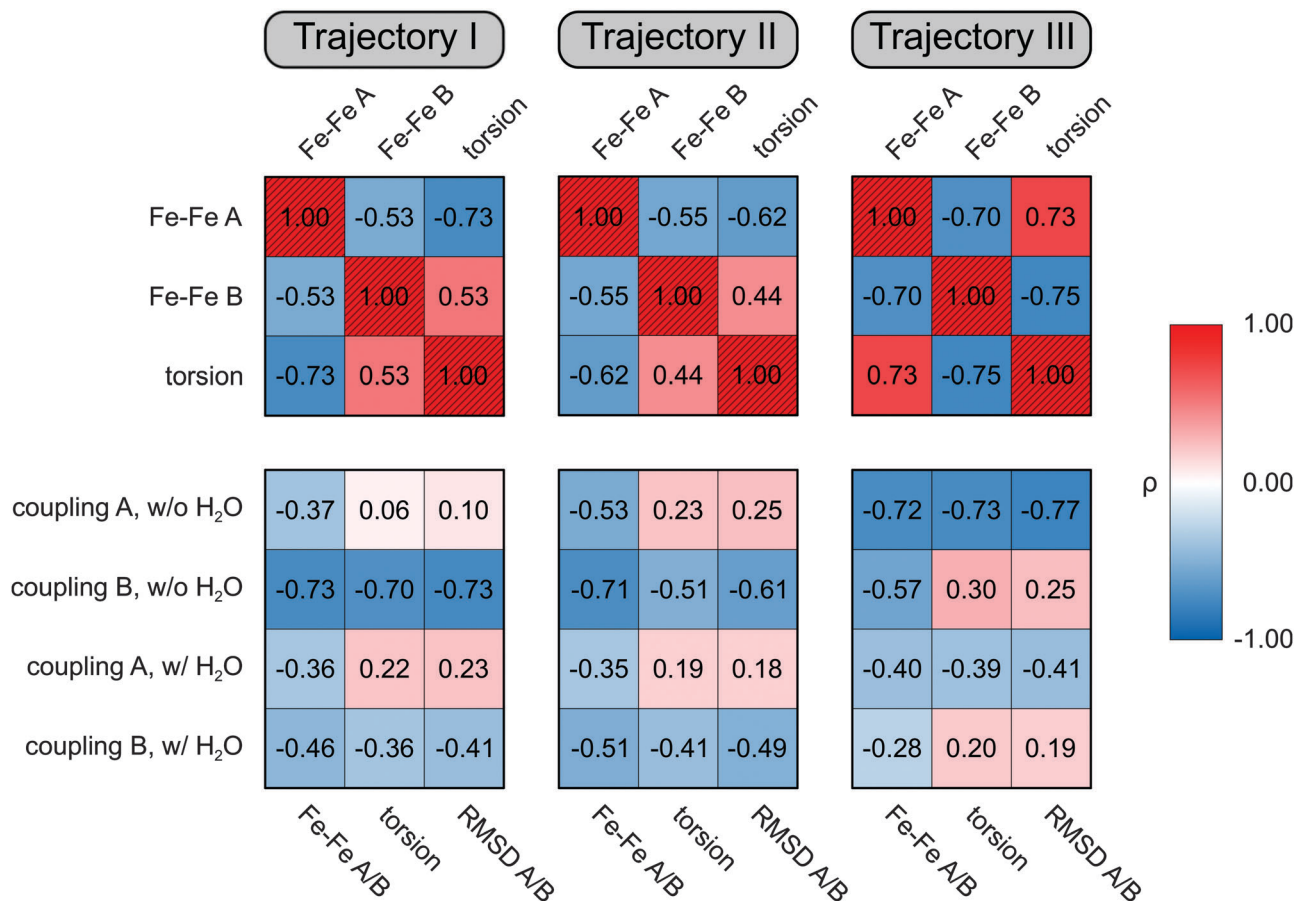 Trajectory I Trajectory II Trajectory III
Fe-Fe A Fe-Fe B torsion Fe-Fe A Fe-Fe B torsion Fe-Fe A Fe-Fe B torsion
Fe-Fe A 1.00 -0.53 -0.73 1.00 -0.55 -0.62 1.00 -0.70 0.73
Fe-Fe B -0.53 1.00 0.53 -0.55 1.00 0.44 -0.70 1.00 -0.75
torsion -0.73 0.53 1.00 -0.62 0.44 1.00 0.73 -0.75 1.00
coupling A, w/o H₂O -0.37 0.06 0.10 -0.53 0.23 0.25 -0.72 -0.73 -0.77
coupling B, w/o H₂O -0.73 -0.70 -0.73 -0.71 -0.51 -0.61 -0.57 0.30 0.25
coupling A, w/ H₂O -0.36 0.22 0.23 -0.35 0.19 0.18 -0.40 -0.39 -0.41
coupling B, w/ H₂O -0.46 -0.36 -0.41 -0.51 -0.41 -0.49 -0.28 0.20 0.19
Fe-Fe A/B torsion RMSD A/B Fe-Fe A/B torsion RMSD A/B Fe-Fe A/B torsion RMSD A/B
1.00
ρ 0.00
-1.00